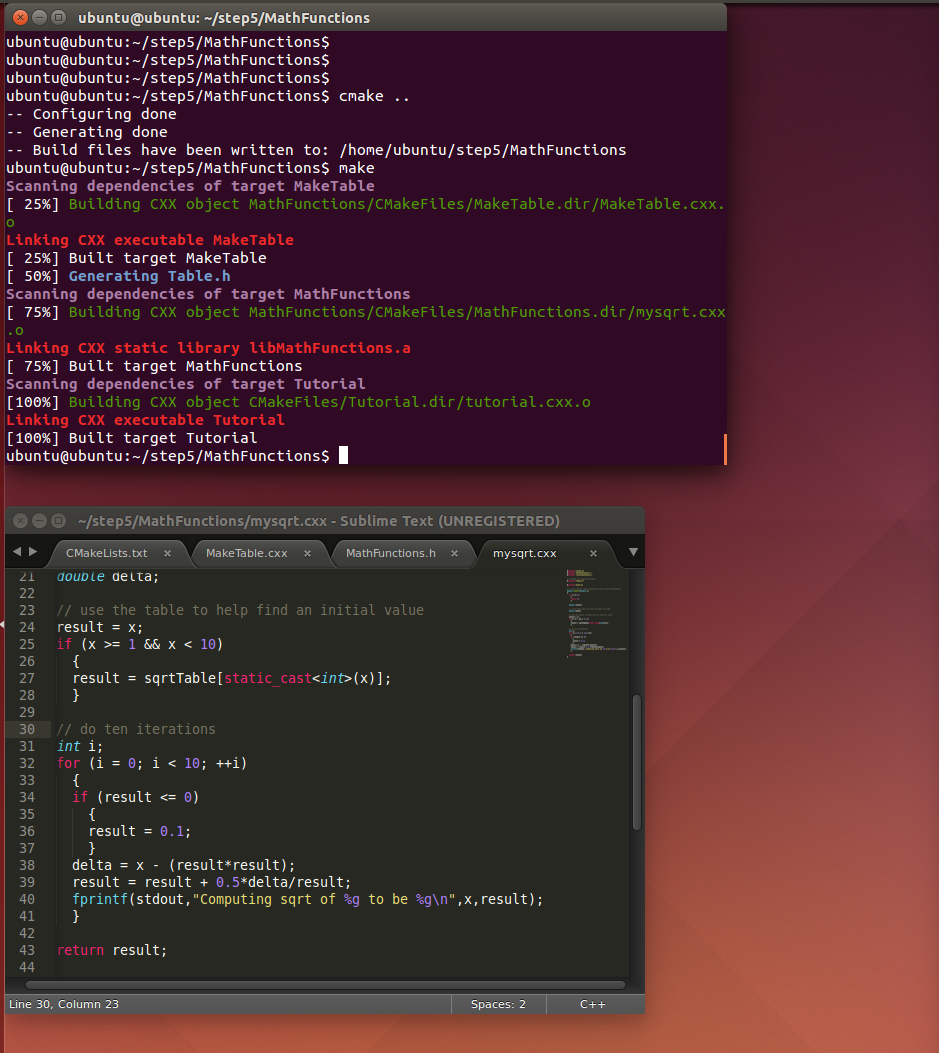 ubuntu@ubuntu: ~/step5/MathFunctions
ubuntu@ubuntu:~/step5/MathFunctions$
ubuntu@ubuntu:~/step5/MathFunctions$
ubuntu@ubuntu:~/step5/MathFunctions$
ubuntu@ubuntu:~/step5/MathFunctions$ cmake ..
-- Configuring done
-- Generating done
-- Build files have been written to: /home/ubuntu/step5/MathFunctions
ubuntu@ubuntu:~/step5/MathFunctions$ make
Scanning dependencies of target MakeTable
[ 25%] Building CXX object MathFunctions/CMakeFiles/MakeTable.dir/MakeTable.cxx.
o
Linking CXX executable MakeTable
[ 25%] Built target MakeTable
[ 50%] Generating Table.h
Scanning dependencies of target MathFunctions
[ 75%] Building CXX object MathFunctions/CMakeFiles/MathFunctions.dir/mysqrt.cxx
.o
Linking CXX static library libMathFunctions.a
[ 75%] Built target MathFunctions
Scanning dependencies of target Tutorial
[100%] Building CXX object CMakeFiles/Tutorial.dir/tutorial.cxx.o
Linking CXX executable Tutorial
[100%] Built target Tutorial
ubuntu@ubuntu:~/step5/MathFunctions$
~/step5/MathFunctions/mysqrt.cxx - Sublime Text (UNREGISTERED)
CMakeLists.txt × MakeTable.cxx × MathFunctions.h × mysqrt.cxx ×
21 double delta;
22
23 // use the table to help find an initial value
24 result = x;
25 if (x >= 1 && x < 10)
26 {
27 result = sqrtTable[static_cast<int>(x)];
28 }
29
30 // do ten iterations
31 int i;
32 for (i = 0; i < 10; ++i)
33 {
34 if (result <= 0)
35 {
36 result = 0.1;
37 }
38 delta = x - (result*result);
39 result = result + 0.5*delta/result;
40 fprintf(stdout,"Computing sqrt of %g to be %g\n",x,result);
41 }
42
43 return result;
44
Line 30, Column 23 Spaces: 2 C++